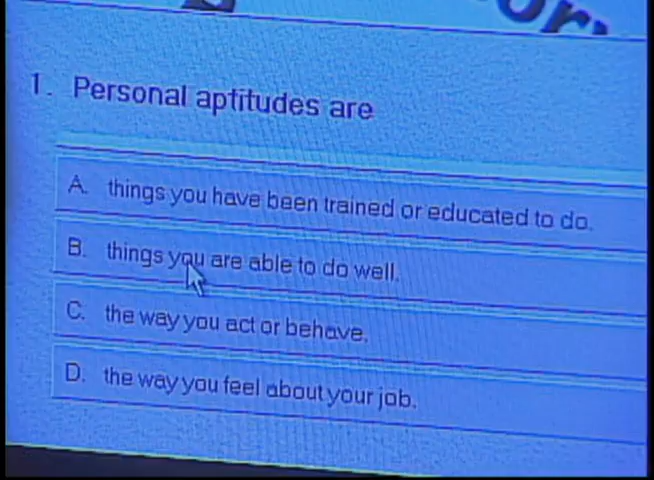 1. Personal aptitudes are
A. things you have been trained or educated to do.
B. things you are able to do well.
C. the way you act or behave.
D. the way you feel about your job.